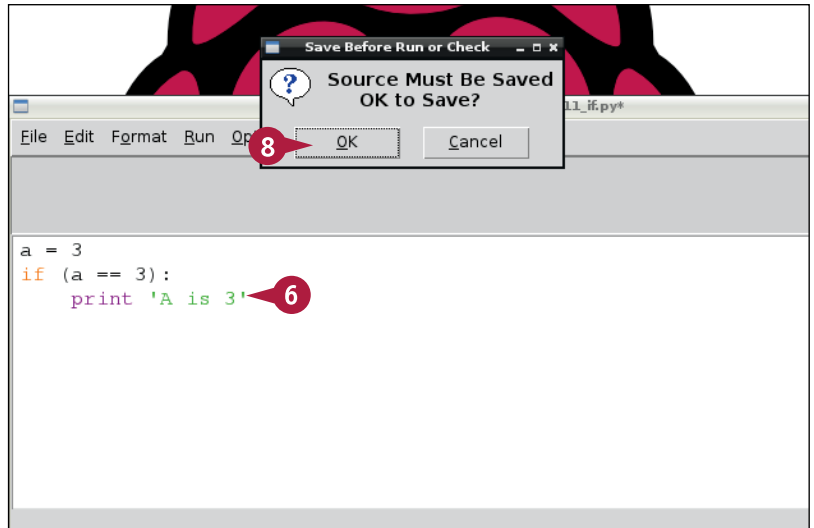 Save Before Run or Check
?
Source Must Be Saved
OK to Save?
11_if.py*
File Edit Format Run Op
8
OK Cancel
a = 3
if (a == 3):
    print 'A is 3'
6